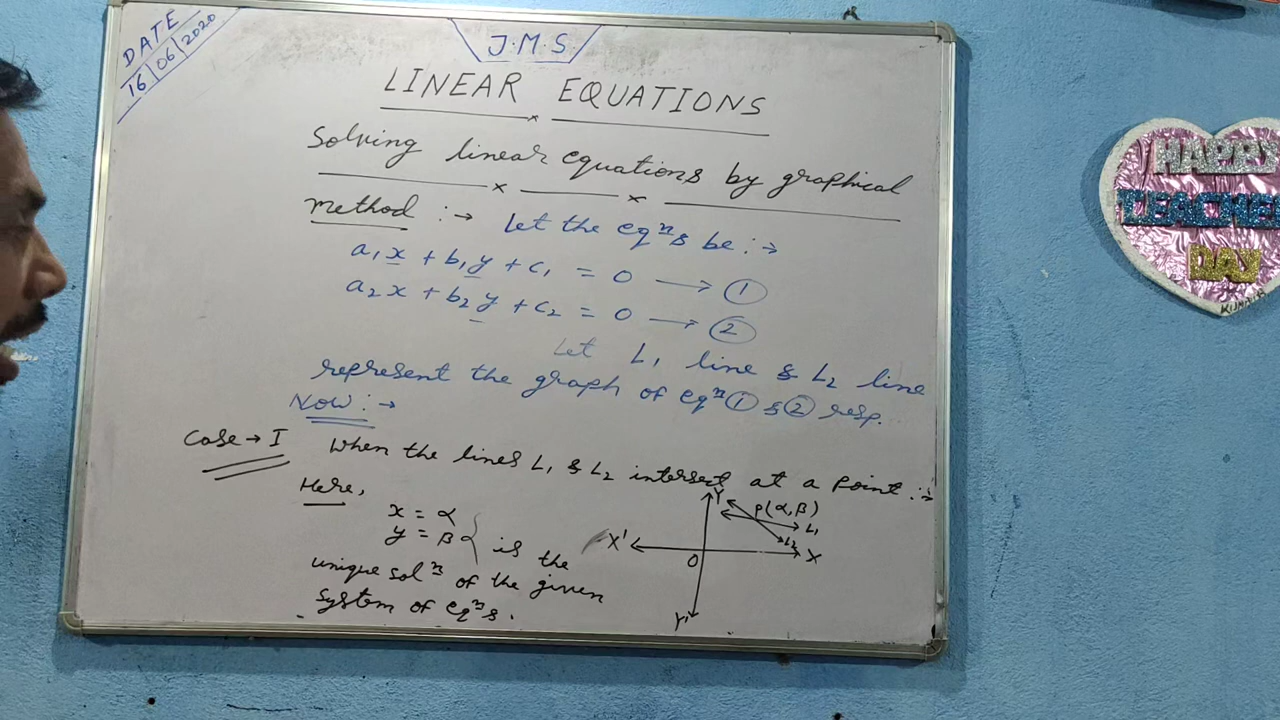 DATE
16/06/2020
J.M.S.
LINEAR EQUATIONS
Solving linear equations by graphical
method :→ Let the eqⁿs be :→
a₁x + b₁y + c₁ = 0 → ①
a₂x + b₂y + c₂ = 0 → ②
Let L₁ line & L₂ line
represent the graph of eqⁿ ① & ② resp.
Now :→
Case → I When the lines L₁ & L₂ intersect at a point :→
Here,
x = α
y = β
is the
unique solⁿ of the given
system of eqⁿs.
Y
P(α, β)
L₁
L₂
X'
O
X
Y'
HAPPY
TEACHER
DAY